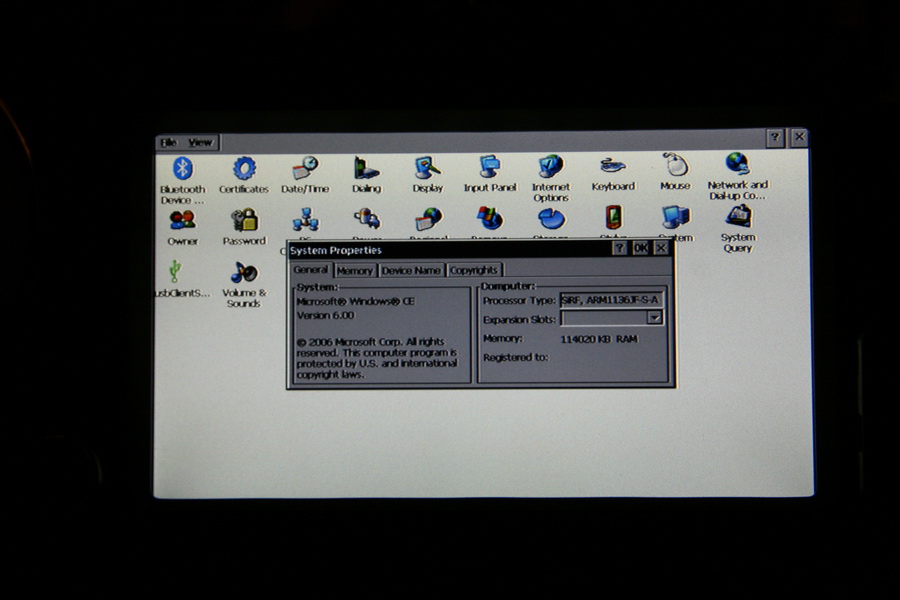 File View ? ×
Bluetooth Device ... Certificates Date/Time Dialing Display Input Panel Internet Options Keyboard Mouse Network and Dial-up Co...
Owner Password System Query
usbClientS... Volume & Sounds
System Properties ? OK ×
General Memory Device Name Copyrights
System:
Microsoft® Windows® CE
Version 6.00
© 2006 Microsoft Corp. All rights
reserved. This computer program is
protected by U.S. and international
copyright laws.
Computer:
Processor Type: SiRF, ARM1136JF-S-A
Expansion Slots:
Memory: 114020 KB RAM
Registered to: